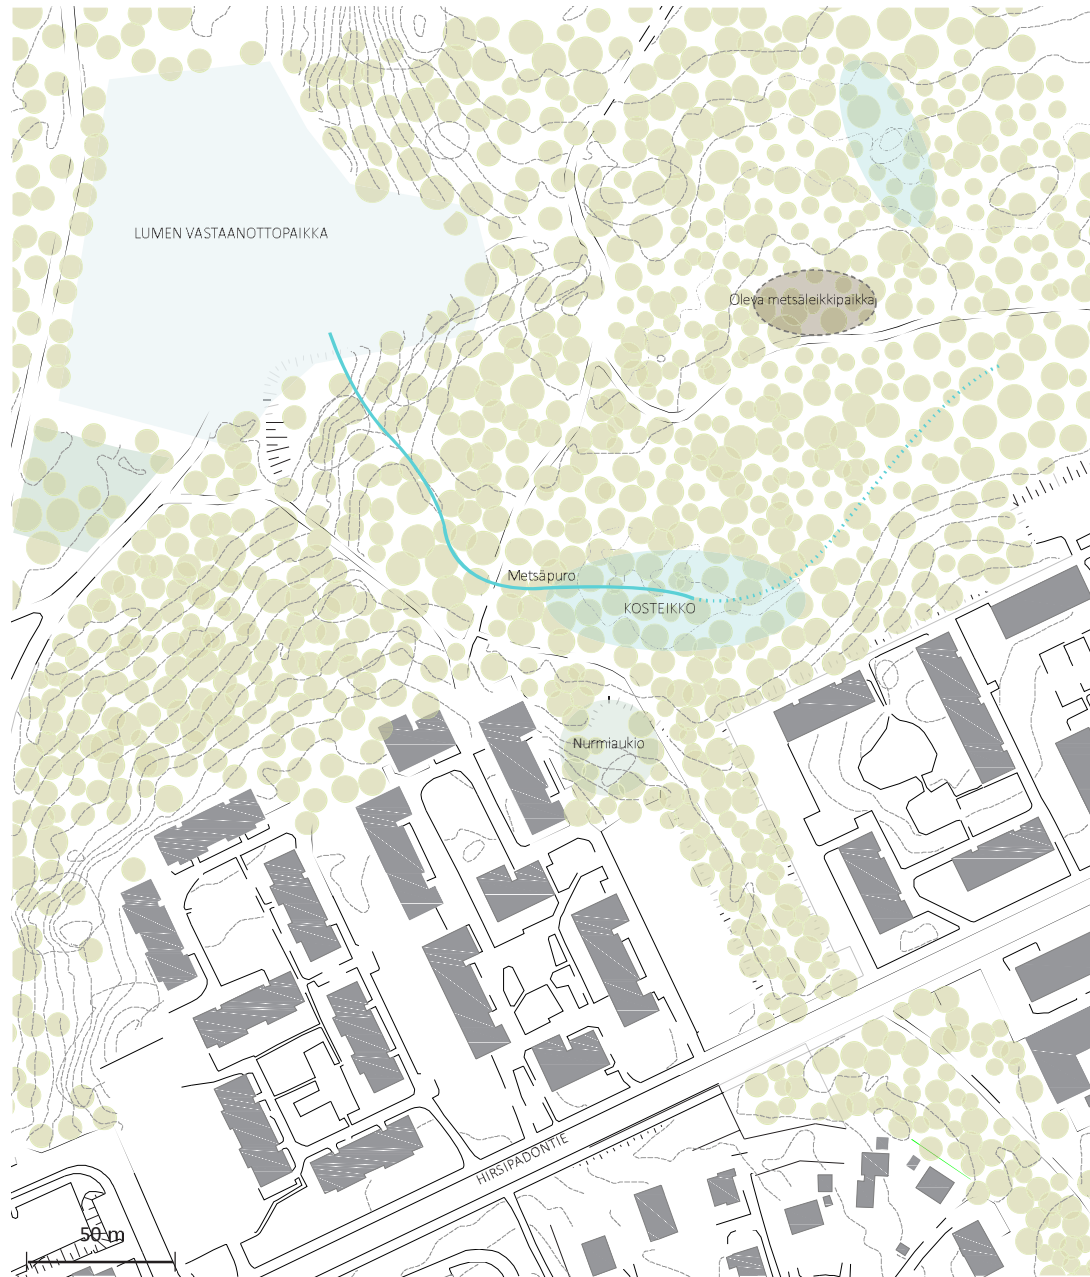 LUMEN VASTAANOTTOPAIKKA
Oleva metsäleikkipaikka
Metsäpuro
KOSTEIKKO
Nurmiaukio
HIRSIPADONTIE
50 m